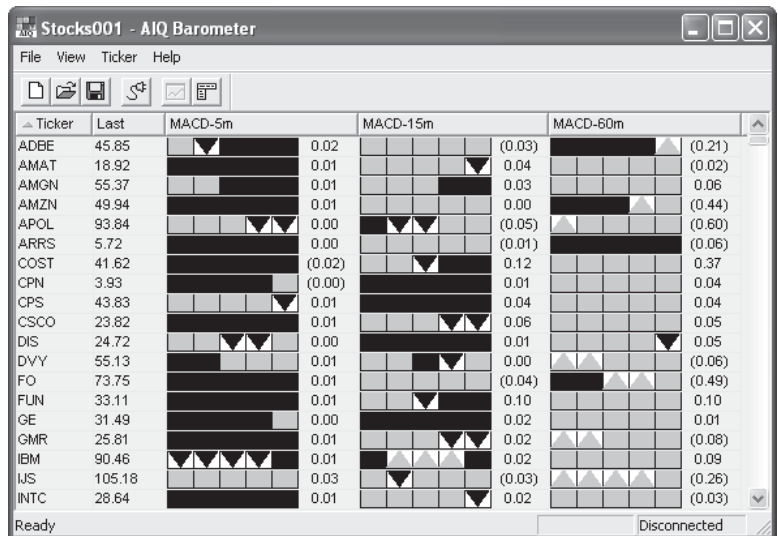 Stocks001 - AIQ Barometer
File View Ticker Help
Ticker Last MACD-5m MACD-15m MACD-60m
ADBE 45.85 0.02 (0.03) (0.21)
AMAT 18.92 0.01 0.04 (0.02)
AMGN 55.37 0.01 0.03 0.06
AMZN 49.94 0.01 0.00 (0.44)
APOL 93.84 0.00 (0.05) (0.60)
ARRS 5.72 0.00 (0.01) (0.06)
COST 41.62 (0.02) 0.12 0.37
CPN 3.93 (0.00) 0.01 0.04
CPS 43.83 0.01 0.04 0.04
CSCO 23.82 0.01 0.06 0.05
DIS 24.72 0.00 0.01 0.05
DVY 55.13 0.01 0.00 (0.06)
FO 73.75 0.01 (0.04) (0.49)
FUN 33.11 0.01 0.10 0.10
GE 31.49 0.00 0.02 0.01
GMR 25.81 0.01 0.02 (0.08)
IBM 90.46 0.01 0.02 0.09
IJS 105.18 0.03 (0.03) (0.26)
INTC 28.64 0.01 0.02 (0.03)
Ready Disconnected